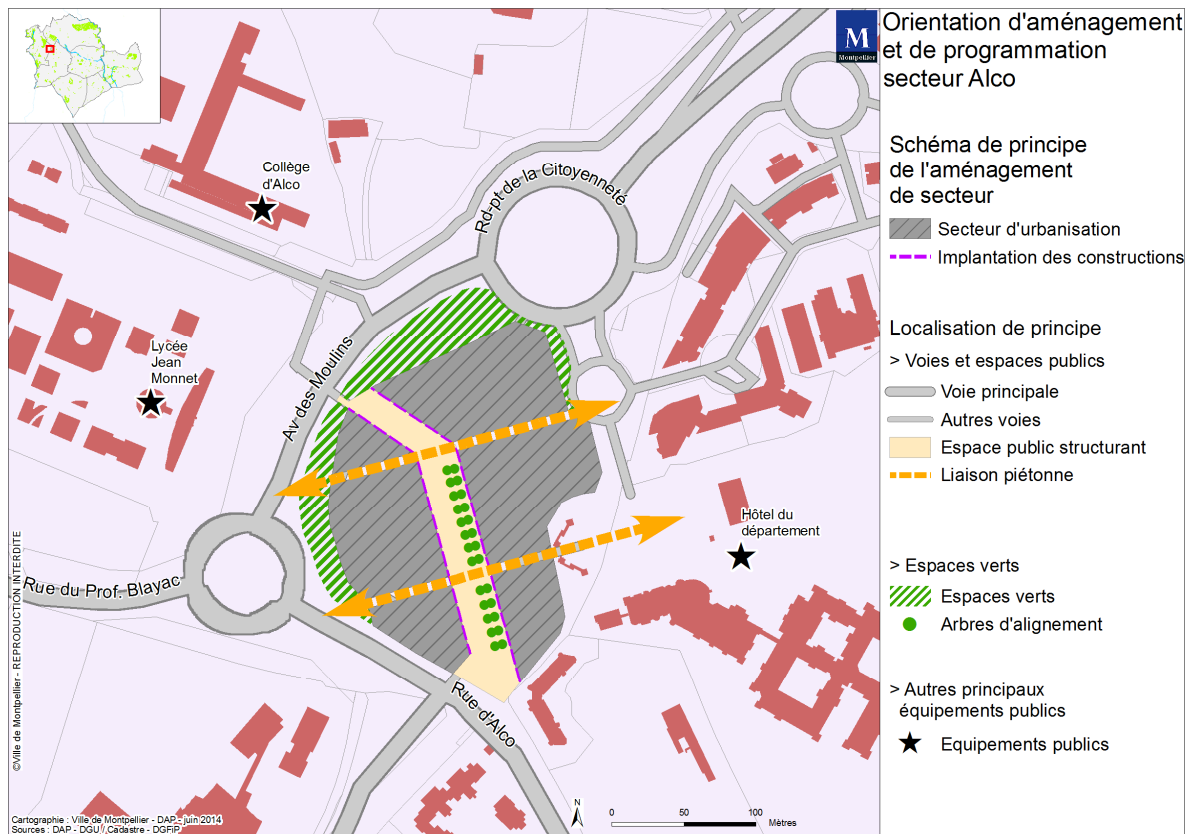 M
Montpellier
Orientation d'aménagement
et de programmation
secteur Alco
Schéma de principe
de l'aménagement
de secteur
Secteur d'urbanisation
Implantation des constructions
Localisation de principe
> Voies et espaces publics
Voie principale
Autres voies
Espace public structurant
Liaison piétonne
> Espaces verts
Espaces verts
Arbres d'alignement
> Autres principaux
équipements publics
Equipements publics
Collège
d'Alco
Rd-pt de la Citoyenneté
Lycée
Jean
Monnet
Av des Moulins
Hôtel du
département
Rue du Prof. Blayac
Rue d'Alco
©Ville de Montpellier - REPRODUCTION INTERDITE
Cartographie : Ville de Montpellier - DAP - juin 2014
Sources : DAP - DGU / Cadastre - DGFiP
N
0 50 100
Mètres